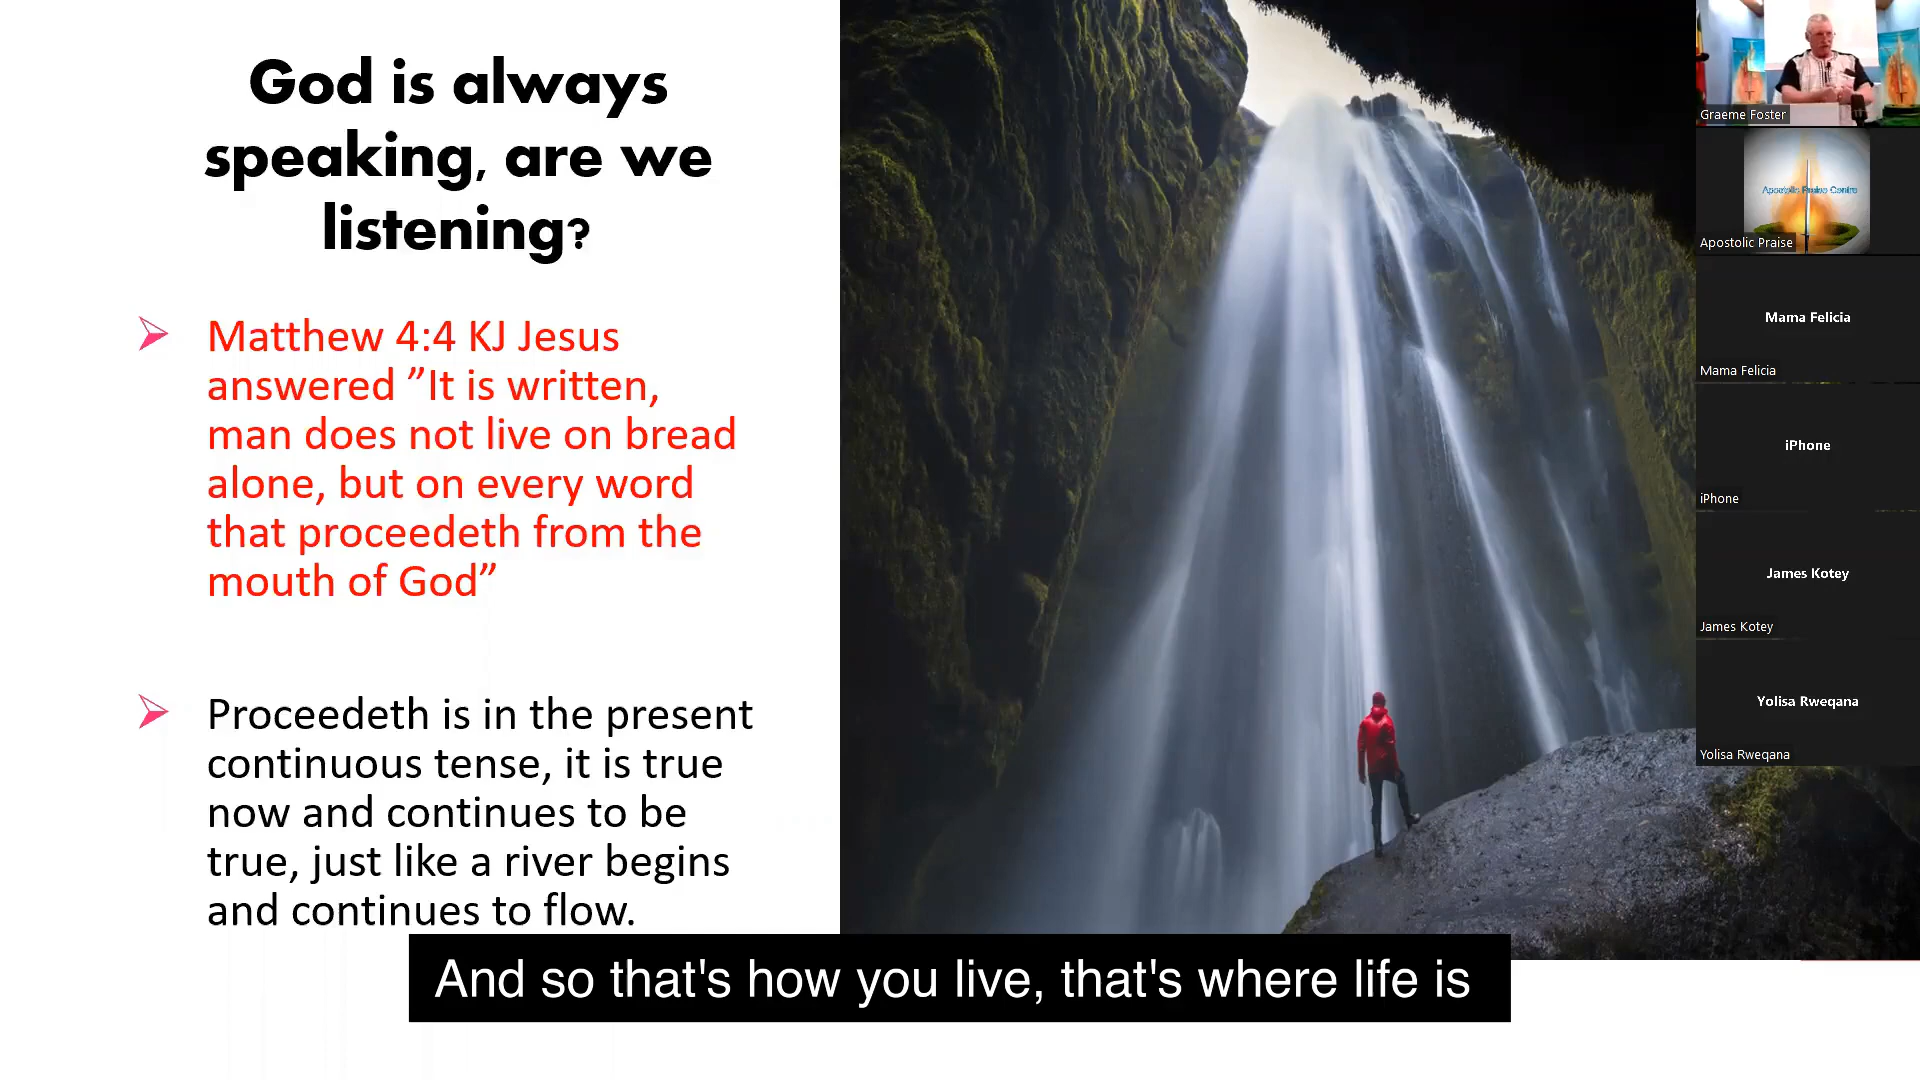 God is always
speaking, are we
listening?
Matthew 4:4 KJ Jesus
answered ”It is written,
man does not live on bread
alone, but on every word
that proceedeth from the
mouth of God”
Proceedeth is in the present
continuous tense, it is true
now and continues to be
true, just like a river begins
and continues to flow.
And so that's how you live, that's where life is
Graeme Foster
Apostolic Praise Centre
Apostolic Praise
Mama Felicia
Mama Felicia
iPhone
iPhone
James Kotey
James Kotey
Yolisa Rweqana
Yolisa Rweqana